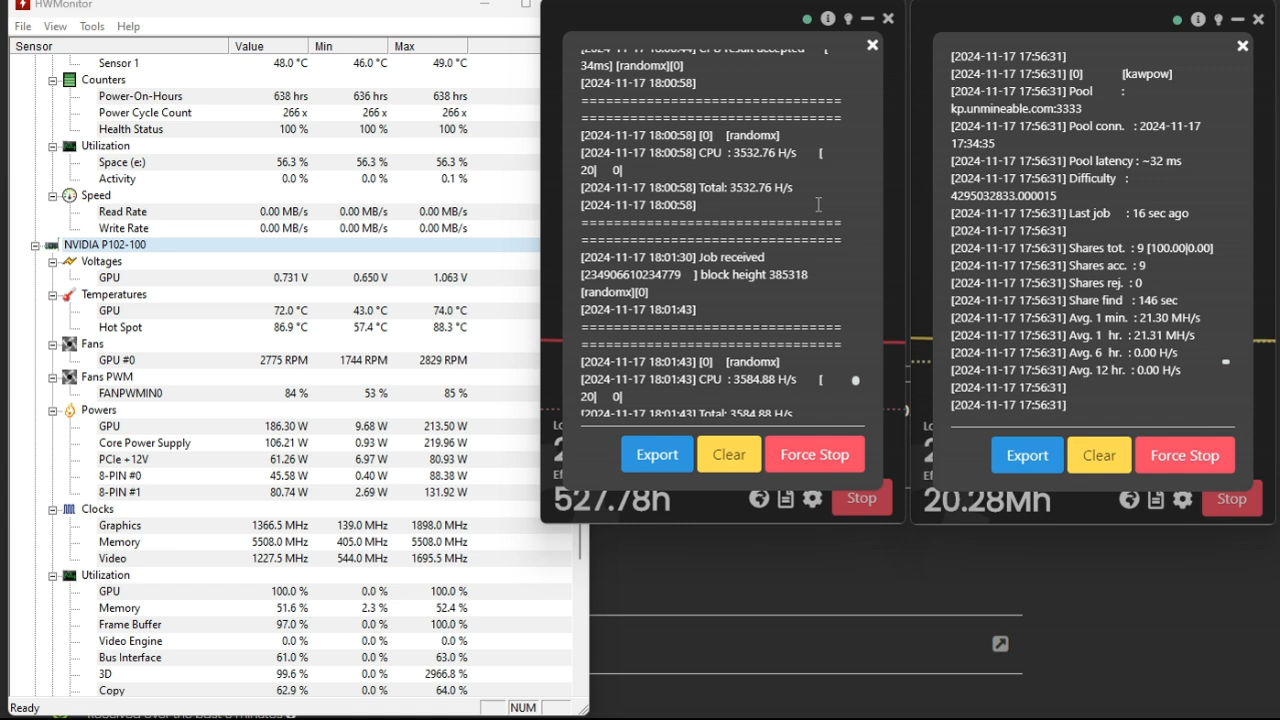 HWMonitor
File View Tools Help
Sensor Value Min Max
Sensor 1 48.0 °C 46.0 °C 49.0 °C
Counters
Power-On-Hours 638 hrs 636 hrs 638 hrs
Power Cycle Count 266 x 266 x 266 x
Health Status 100 % 100 % 100 %
Utilization
Space (e:) 56.3 % 56.3 % 56.3 %
Activity 0.0 % 0.0 % 0.1 %
Speed
Read Rate 0.00 MB/s 0.00 MB/s 0.00 MB/s
Write Rate 0.00 MB/s 0.00 MB/s 0.00 MB/s
NVIDIA P102-100
Voltages
GPU 0.731 V 0.650 V 1.063 V
Temperatures
GPU 72.0 °C 43.0 °C 74.0 °C
Hot Spot 86.9 °C 57.4 °C 88.3 °C
Fans
GPU #0 2775 RPM 1744 RPM 2829 RPM
Fans PWM
FANPWMIN0 84 % 53 % 85 %
Powers
GPU 186.30 W 9.68 W 213.50 W
Core Power Supply 106.21 W 0.93 W 219.96 W
PCIe +12V 61.26 W 6.97 W 80.93 W
8-PIN #0 45.58 W 0.40 W 88.38 W
8-PIN #1 80.74 W 2.69 W 131.92 W
Clocks
Graphics 1366.5 MHz 139.0 MHz 1898.0 MHz
Memory 5508.0 MHz 405.0 MHz 5508.0 MHz
Video 1227.5 MHz 544.0 MHz 1695.5 MHz
Utilization
GPU 100.0 % 0.0 % 100.0 %
Memory 51.6 % 2.3 % 52.4 %
Frame Buffer 97.0 % 0.0 % 100.0 %
Video Engine 0.0 % 0.0 % 0.0 %
Bus Interface 61.0 % 0.0 % 63.0 %
3D 99.6 % 0.0 % 2966.8 %
Copy 62.9 % 0.0 % 64.0 %
Ready NUM
[2024-11-17 18:00:44] CPU result accepted [
34ms] [randomx][0]
[2024-11-17 18:00:58]
==============================
==============================
[2024-11-17 18:00:58] [0] [randomx]
[2024-11-17 18:00:58] CPU : 3532.76 H/s [
20| 0|
[2024-11-17 18:00:58] Total: 3532.76 H/s
[2024-11-17 18:00:58]
==============================
==============================
[2024-11-17 18:01:30] Job received
[234906610234779 ] block height 385318
[randomx][0]
[2024-11-17 18:01:43]
==============================
==============================
[2024-11-17 18:01:43] [0] [randomx]
[2024-11-17 18:01:43] CPU : 3584.88 H/s [
20| 0|
[2024-11-17 18:01:43] Total: 3584.88 H/s
Export Clear Force Stop
527.78h Stop
[2024-11-17 17:56:31]
[2024-11-17 17:56:31] [0] [kawpow]
[2024-11-17 17:56:31] Pool :
kp.unmineable.com:3333
[2024-11-17 17:56:31] Pool conn. : 2024-11-17
17:34:35
[2024-11-17 17:56:31] Pool latency : ~32 ms
[2024-11-17 17:56:31] Difficulty :
4295032833.000015
[2024-11-17 17:56:31] Last job : 16 sec ago
[2024-11-17 17:56:31]
[2024-11-17 17:56:31] Shares tot. : 9 [100.00|0.00]
[2024-11-17 17:56:31] Shares acc. : 9
[2024-11-17 17:56:31] Shares rej. : 0
[2024-11-17 17:56:31] Share find : 146 sec
[2024-11-17 17:56:31] Avg. 1 min. : 21.30 MH/s
[2024-11-17 17:56:31] Avg. 1 hr. : 21.31 MH/s
[2024-11-17 17:56:31] Avg. 6 hr. : 0.00 H/s
[2024-11-17 17:56:31] Avg. 12 hr. : 0.00 H/s
[2024-11-17 17:56:31]
[2024-11-17 17:56:31]
Export Clear Force Stop
20.28Mh Stop